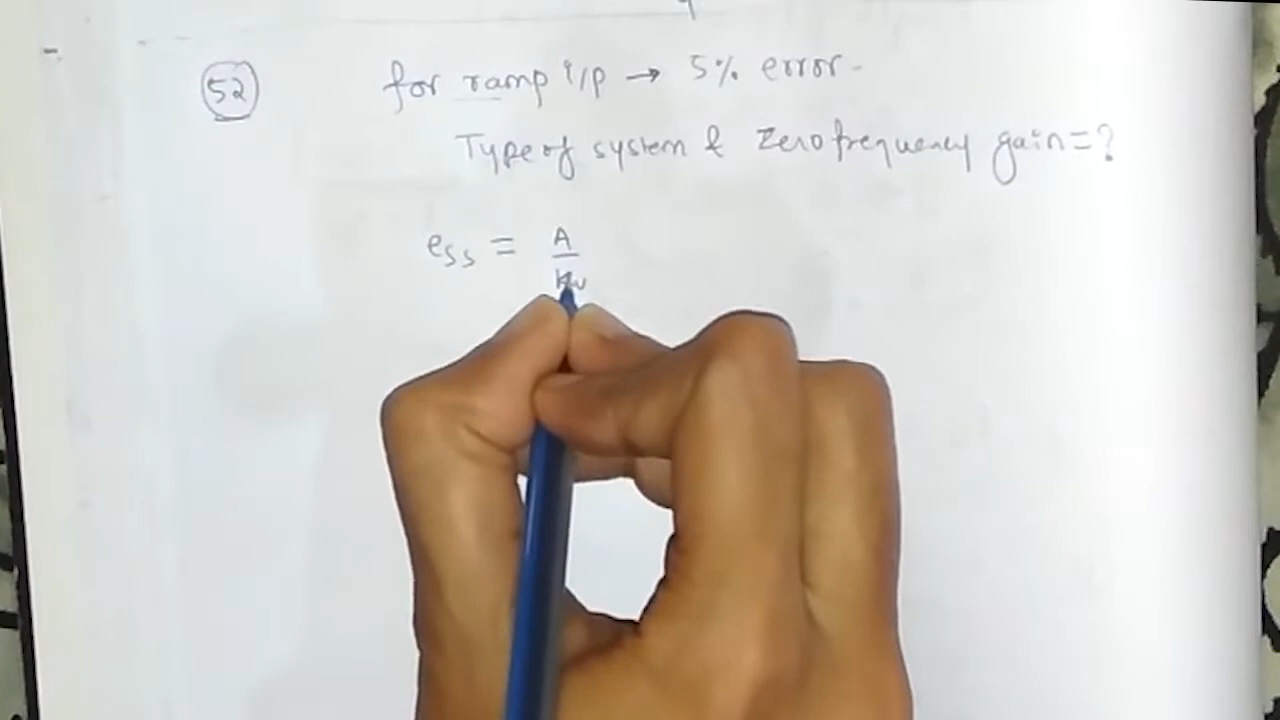 52 for ramp i/p → 5% error.
Type of system & Zero frequency gain = ?
ess = A / Kv